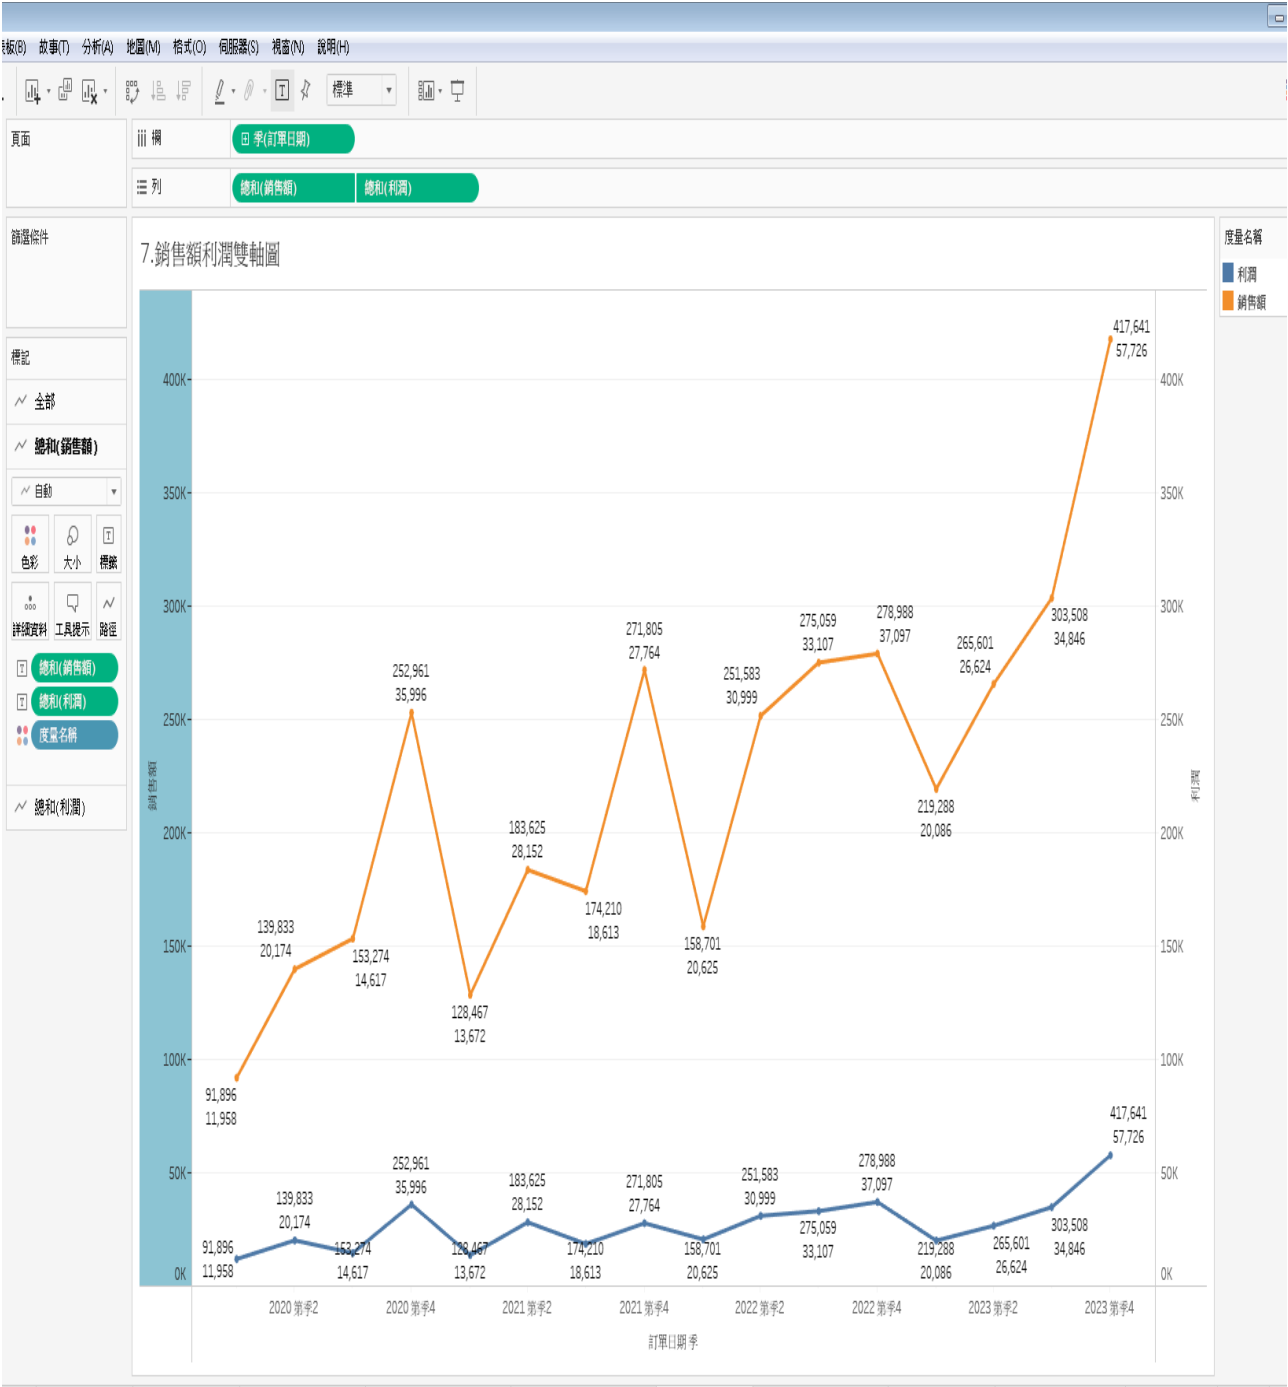 表板(B) 故事(T) 分析(A) 地圖(M) 格式(O) 伺服器(S) 視窗(N) 說明(H)
標準
頁面
欄 季(訂單日期)
列 總和(銷售額) 總和(利潤)
篩選條件
標記
全部
總和(銷售額)
自動
色彩 大小 標籤
詳細資料 工具提示 路徑
總和(銷售額)
總和(利潤)
度量名稱
總和(利潤)
7.銷售額利潤雙軸圖
度量名稱
利潤
銷售額
銷售額
400K
350K
300K
250K
200K
150K
100K
50K
0K
91,896
11,958
139,833
20,174
153,274
14,617
252,961
35,996
128,467
13,672
183,625
28,152
174,210
18,613
271,805
27,764
158,701
20,625
251,583
30,999
275,059
33,107
278,988
37,097
219,288
20,086
265,601
26,624
303,508
34,846
417,641
57,726
91,896
11,958
139,833
20,174
153,274
14,617
252,961
35,996
128,467
13,672
183,625
28,152
174,210
18,613
271,805
27,764
158,701
20,625
251,583
30,999
275,059
33,107
278,988
37,097
219,288
20,086
265,601
26,624
303,508
34,846
417,641
57,726
400K
350K
300K
250K
200K
150K
100K
50K
0K
利潤
2020 第季2 2020 第季4 2021 第季2 2021 第季4 2022 第季2 2022 第季4 2023 第季2 2023 第季4
訂單日期 季